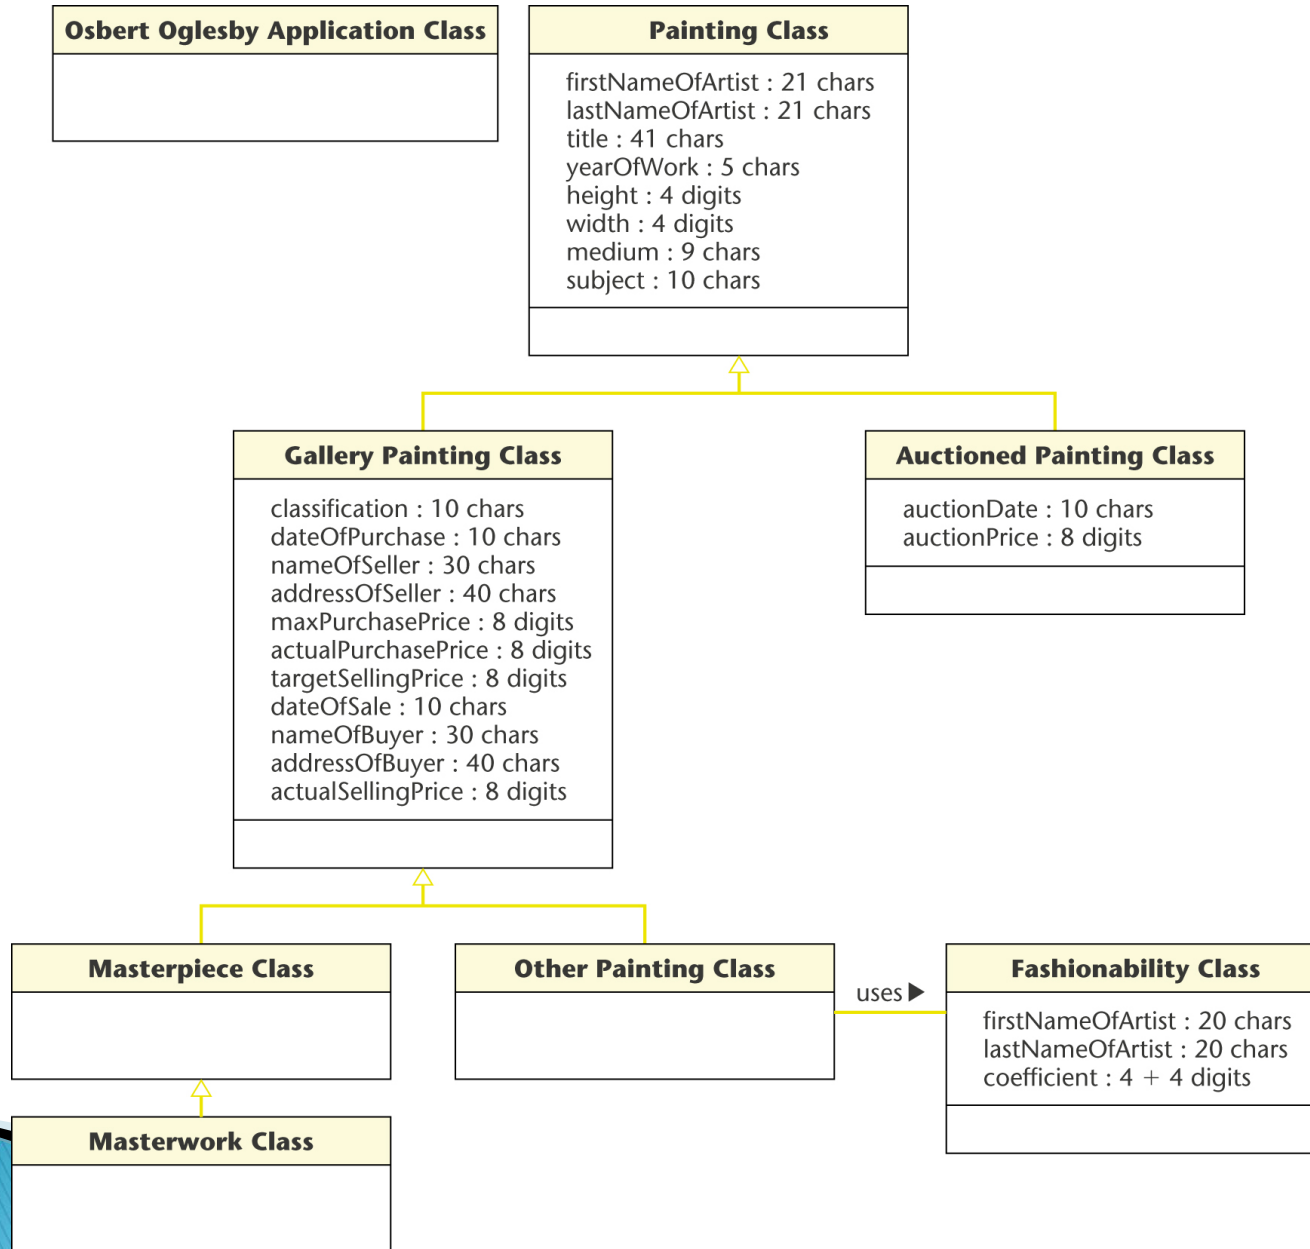 Osbert Oglesby Application Class
Painting Class
firstNameOfArtist : 21 chars
lastNameOfArtist : 21 chars
title : 41 chars
yearOfWork : 5 chars
height : 4 digits
width : 4 digits
medium : 9 chars
subject : 10 chars
Gallery Painting Class
classification : 10 chars
dateOfPurchase : 10 chars
nameOfSeller : 30 chars
addressOfSeller : 40 chars
maxPurchasePrice : 8 digits
actualPurchasePrice : 8 digits
targetSellingPrice : 8 digits
dateOfSale : 10 chars
nameOfBuyer : 30 chars
addressOfBuyer : 40 chars
actualSellingPrice : 8 digits
Auctioned Painting Class
auctionDate : 10 chars
auctionPrice : 8 digits
Masterpiece Class
Other Painting Class
uses ▶
Fashionability Class
firstNameOfArtist : 20 chars
lastNameOfArtist : 20 chars
coefficient : 4 + 4 digits
Masterwork Class